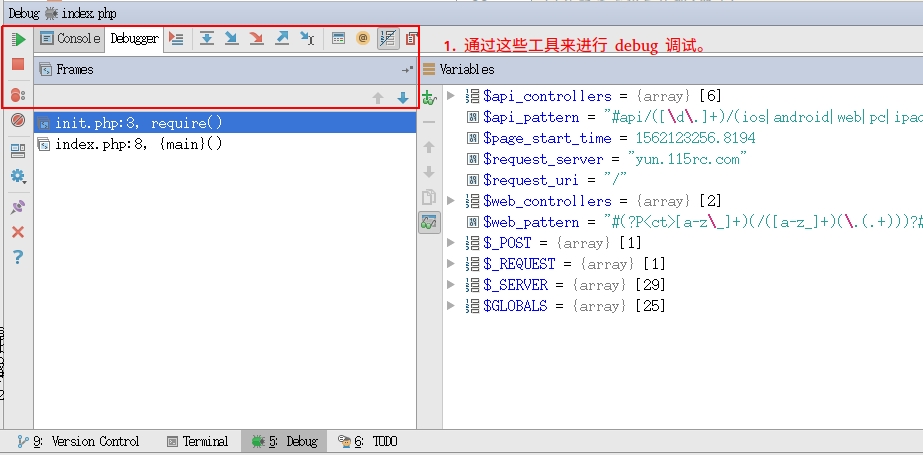 Debug index.php
Console Debugger
1. 通过这些工具来进行 debug 调试。
Frames
Variables
init.php:3, require()
index.php:8, {main}()
$api_controllers = {array} [6]
$api_pattern = "#api/([\d\.]+)/(ios|android|web|pc|ipad
$page_start_time = 1562123256.8194
$request_server = "yun.115rc.com"
$request_uri = "/"
$web_controllers = {array} [2]
$web_pattern = "#(?P<ct>[a-z\_]+)(/([a-z_]+)(\.(.+)))?#
$_POST = {array} [1]
$_REQUEST = {array} [1]
$_SERVER = {array} [29]
$GLOBALS = {array} [25]
9: Version Control Terminal 5: Debug 6: TODO